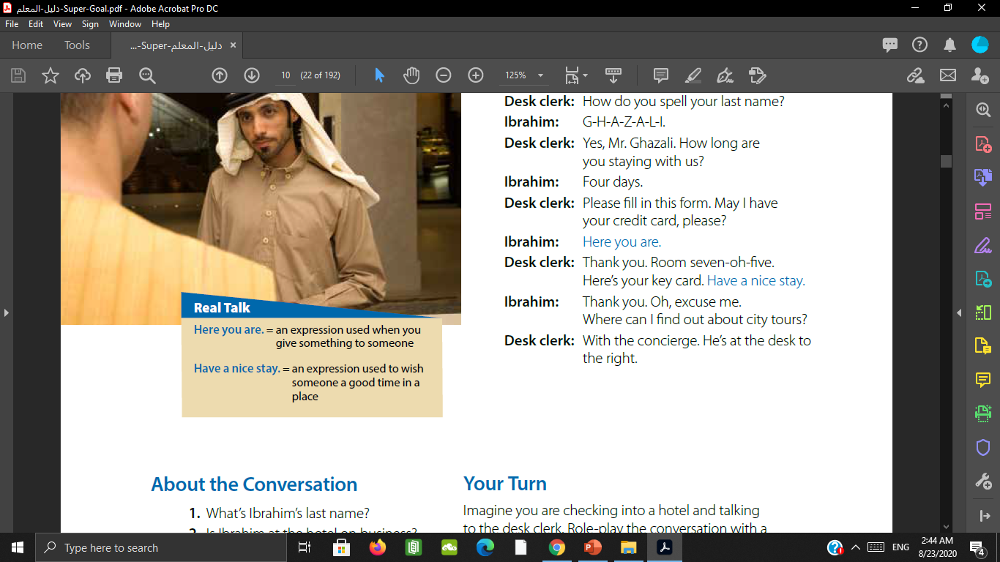 دليل-المعلم-Super-Goal.pdf - Adobe Acrobat Pro DC
File Edit View Sign Window Help
Home Tools دليل-المعلم-Super-... ×
10 (22 of 192) 125%
Desk clerk: How do you spell your last name?
Ibrahim: G-H-A-Z-A-L-I.
Desk clerk: Yes, Mr. Ghazali. How long are
you staying with us?
Ibrahim: Four days.
Desk clerk: Please fill in this form. May I have
your credit card, please?
Ibrahim: Here you are.
Desk clerk: Thank you. Room seven-oh-five.
Here's your key card. Have a nice stay.
Ibrahim: Thank you. Oh, excuse me.
Where can I find out about city tours?
Desk clerk: With the concierge. He's at the desk to
the right.
Real Talk
Here you are. = an expression used when you
give something to someone
Have a nice stay. = an expression used to wish
someone a good time in a
place
About the Conversation
1. What's Ibrahim's last name?
2. Is Ibrahim at the hotel on business?
Your Turn
Imagine you are checking into a hotel and talking
to the desk clerk. Role-play the conversation with a
Type here to search
ENG
2:44 AM
8/23/2020
4